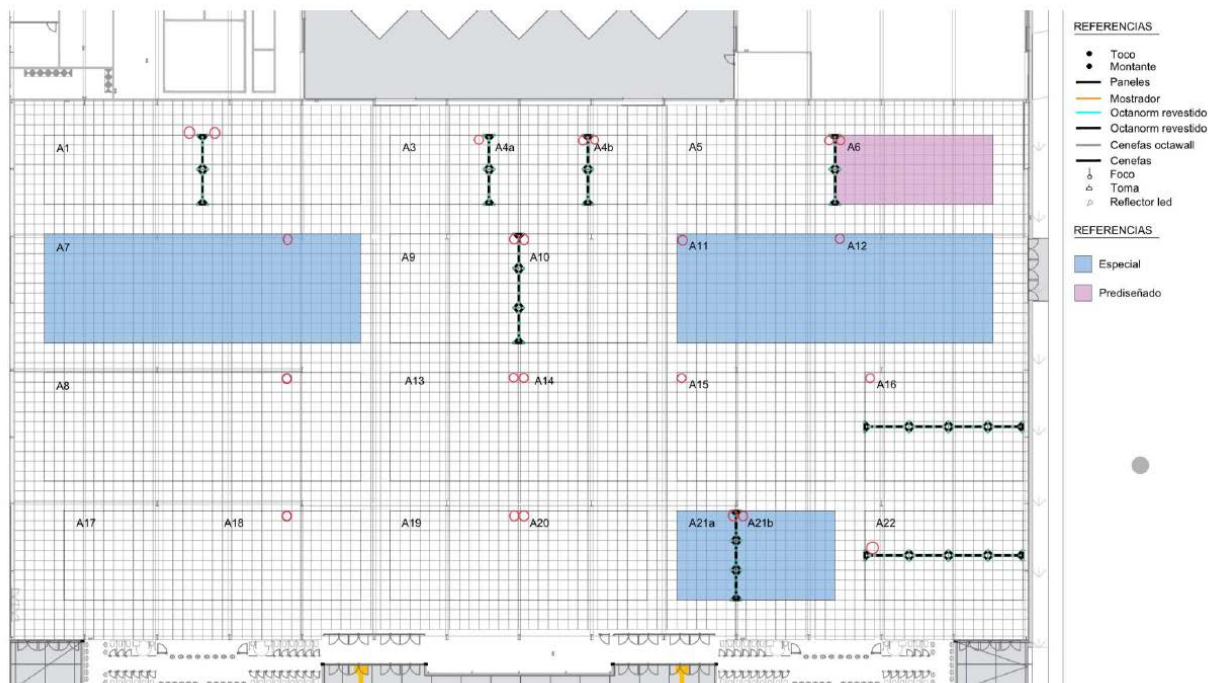 REFERENCIAS
Toco
Montante
Paneles
Mostrador
Octanorm revestido
Octanorm revestido
Cenefas octawall
Cenefas
Foco
Toma
Reflector led
REFERENCIAS
Especial
Prediseñado
A1
A3
A4a
A4b
A5
A6
A7
A9
A10
A11
A12
A8
A13
A14
A15
A16
A17
A18
A19
A20
A21a
A21b
A22